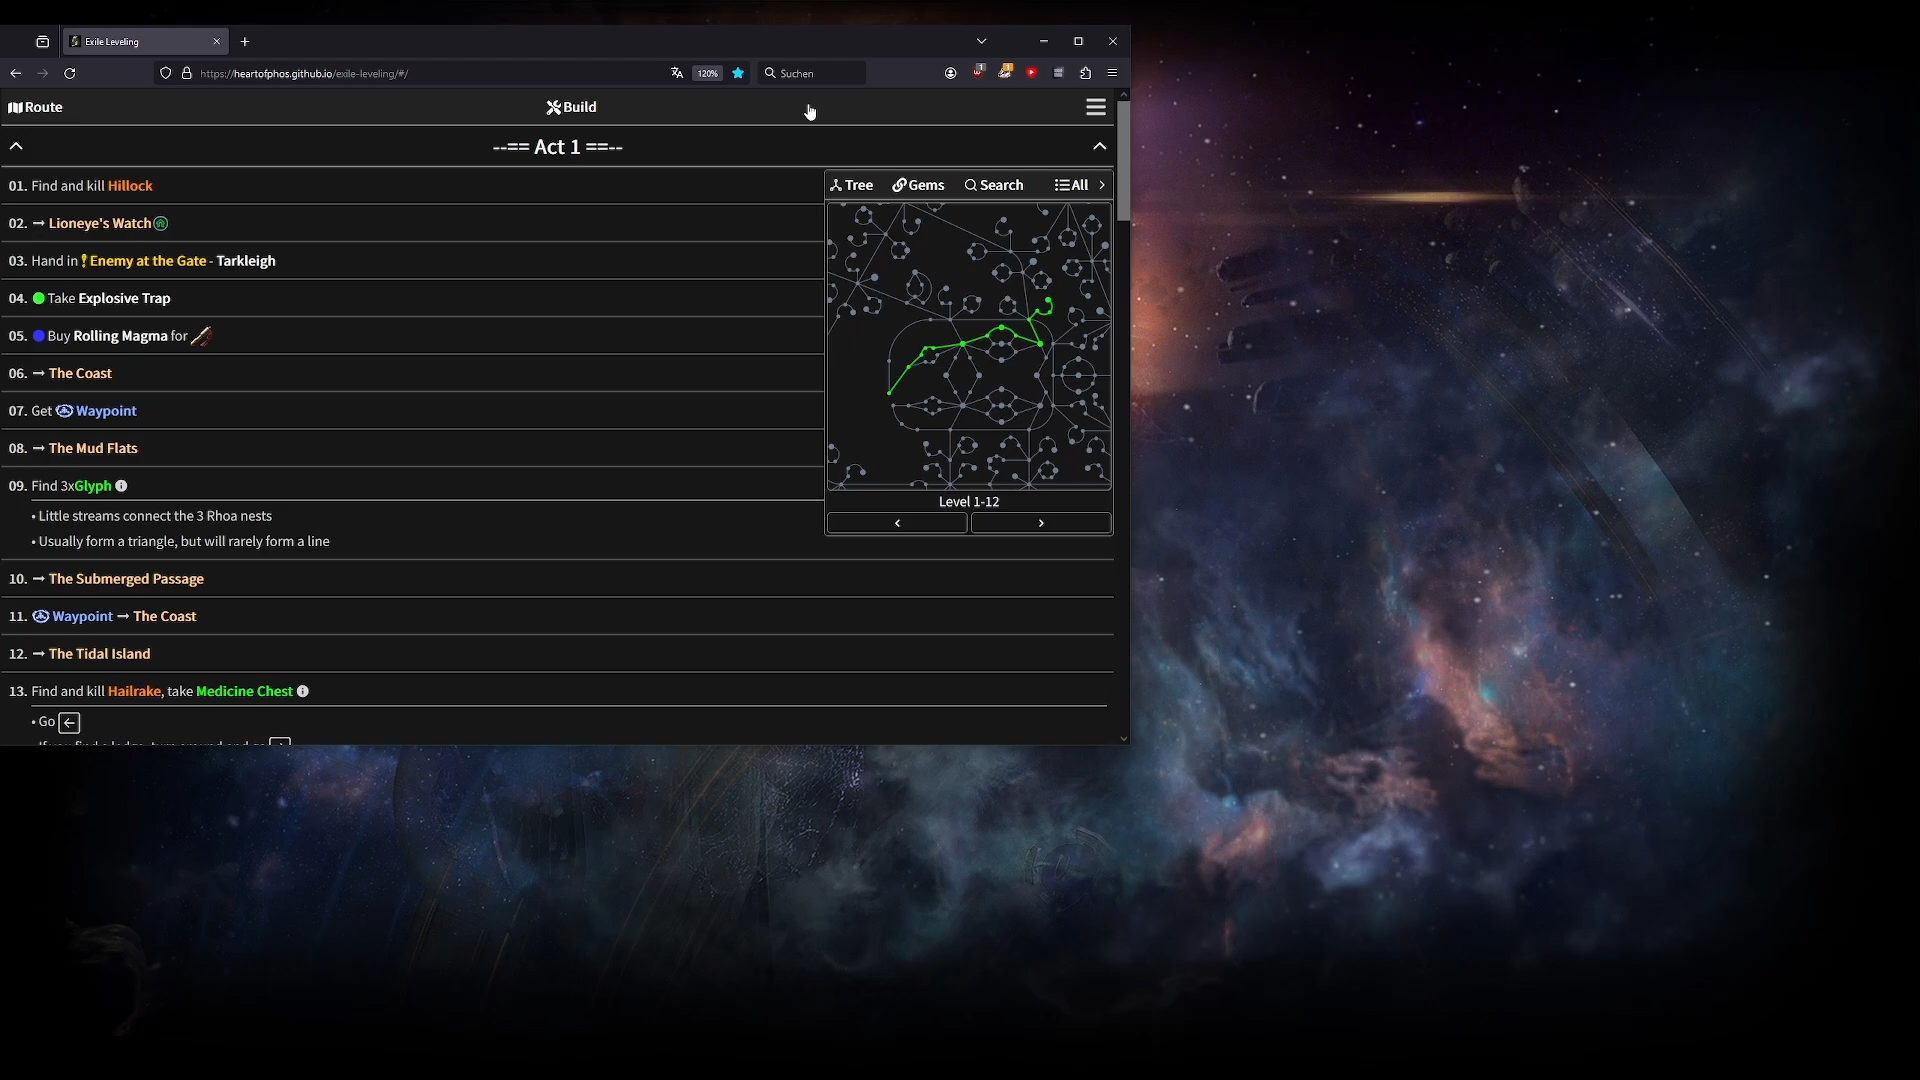 Exile Leveling
https://heartofphos.github.io/exile-leveling/#/
120%
Suchen
1
1
Route
Build
--== Act 1 ==--
01. Find and kill Hillock
02. → Lioneye's Watch
03. Hand in Enemy at the Gate - Tarkleigh
04. Take Explosive Trap
05. Buy Rolling Magma for
06. → The Coast
07. Get Waypoint
08. → The Mud Flats
09. Find 3xGlyph
• Little streams connect the 3 Rhoa nests
• Usually form a triangle, but will rarely form a line
10. → The Submerged Passage
11. Waypoint → The Coast
12. → The Tidal Island
13. Find and kill Hailrake, take Medicine Chest
• Go ←
Tree
Gems
Search
All
Level 1-12